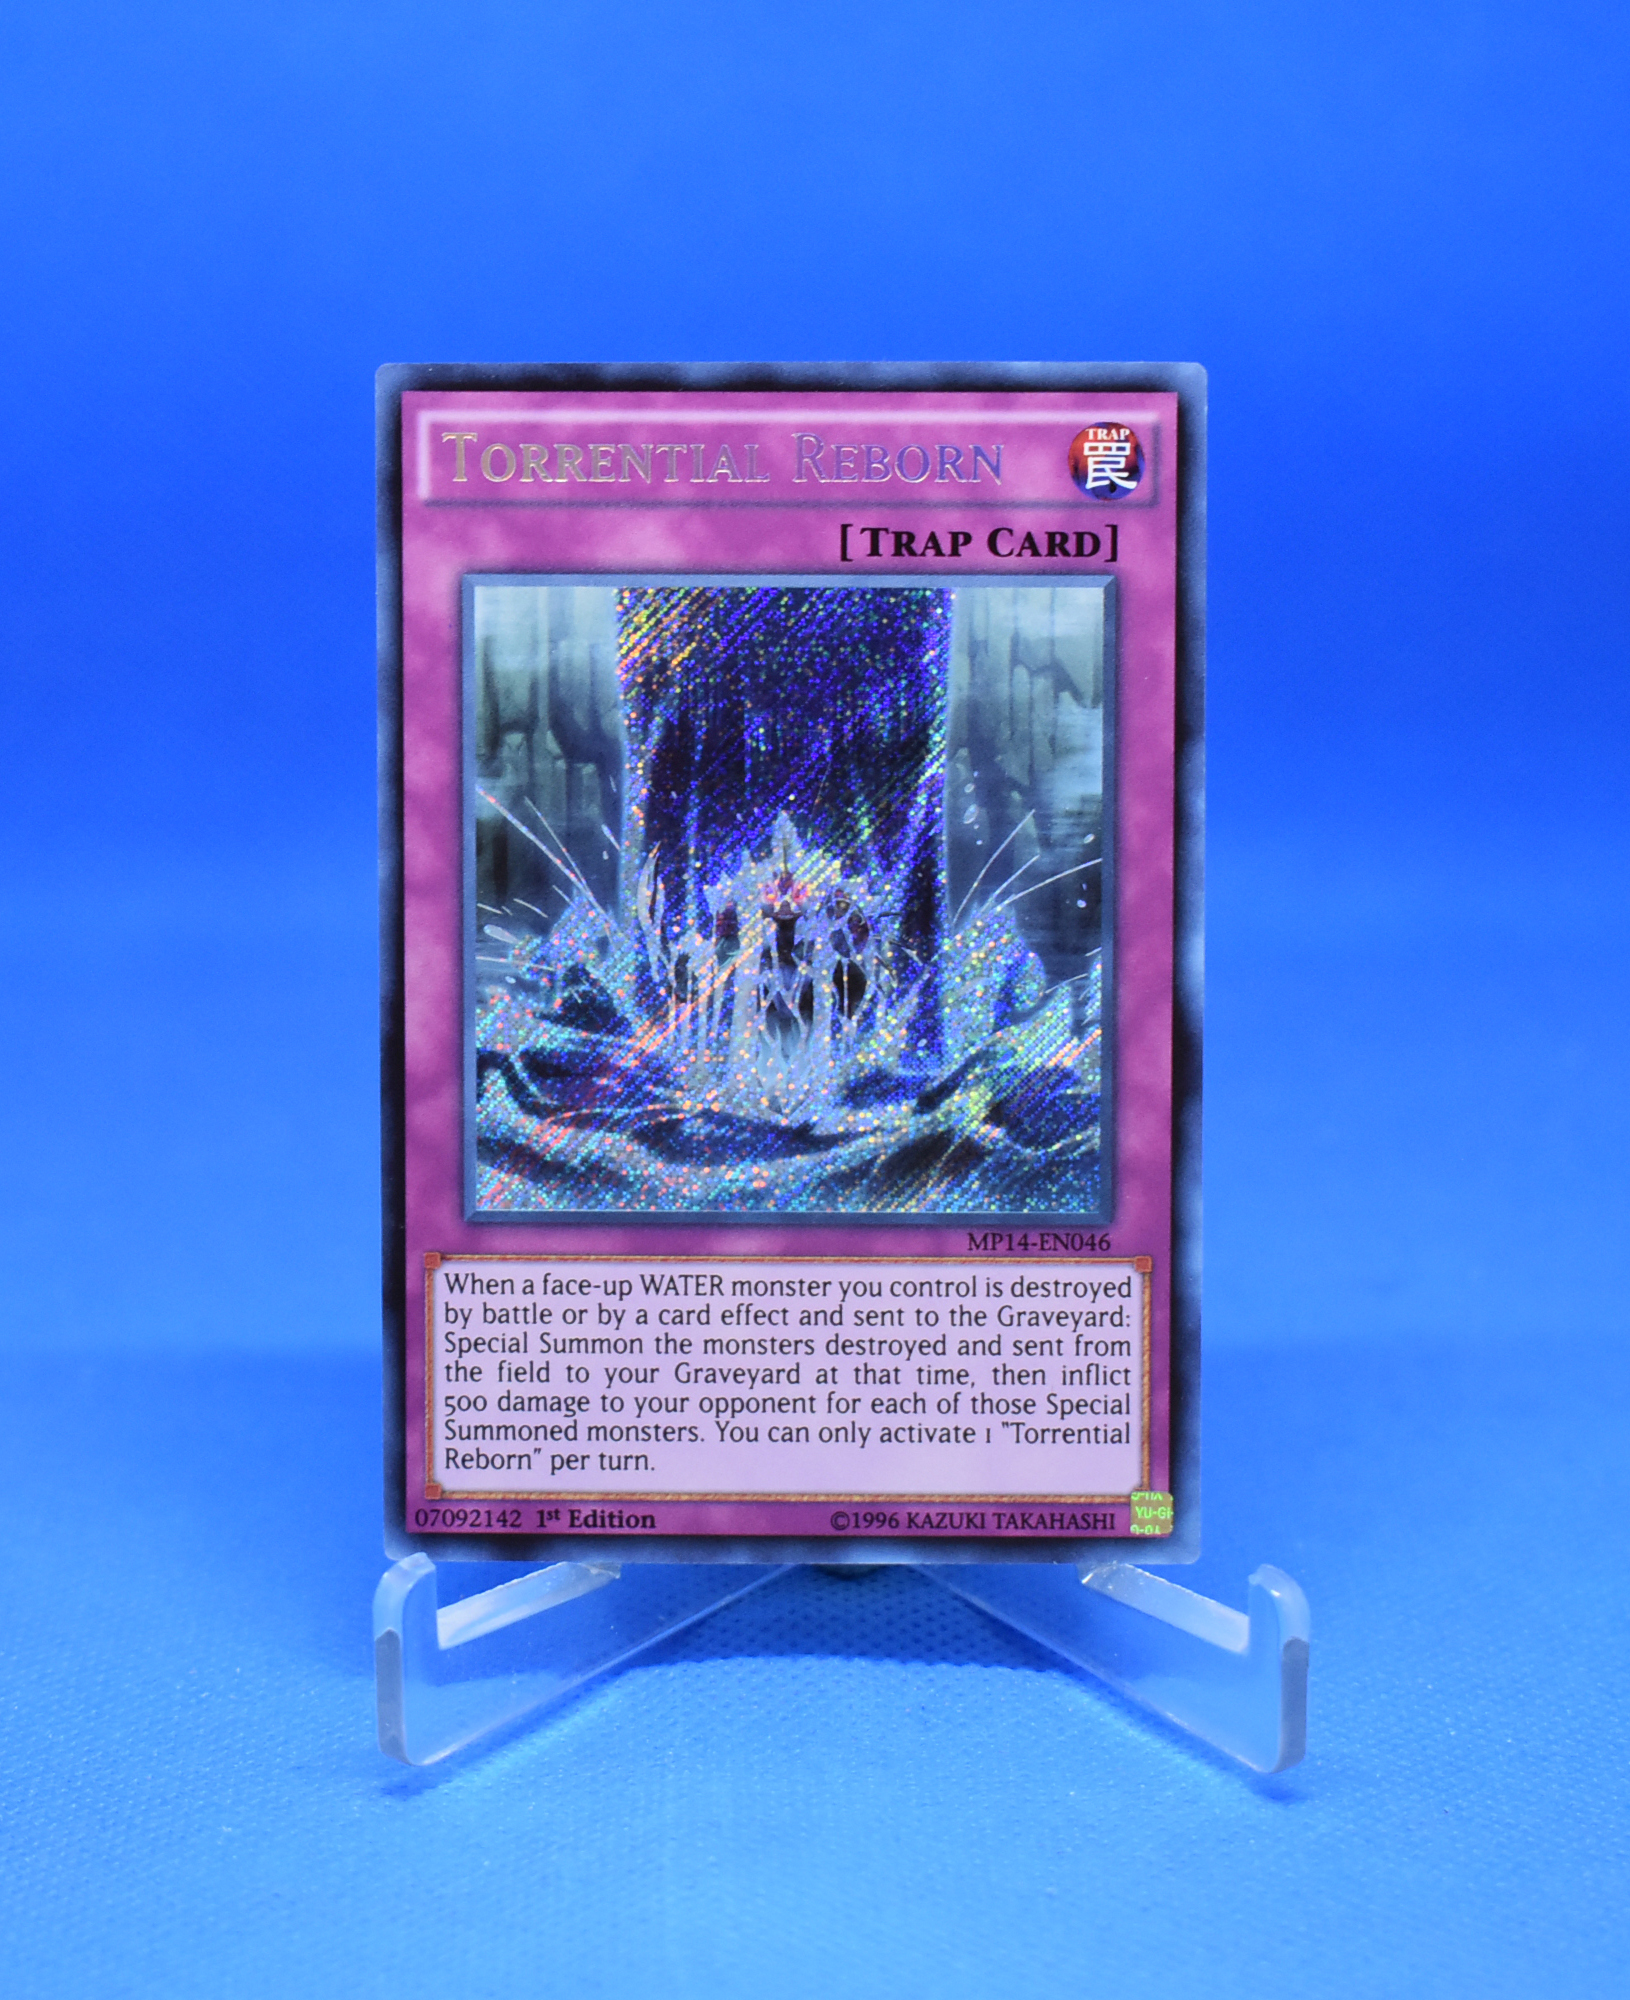 TORRENTIAL REBORN
TRAP
罠
[TRAP CARD]
MP14-EN046
When a face-up WATER monster you control is destroyed
by battle or by a card effect and sent to the Graveyard:
Special Summon the monsters destroyed and sent from
the field to your Graveyard at that time, then inflict
500 damage to your opponent for each of those Special
Summoned monsters. You can only activate 1 "Torrential
Reborn" per turn.
07092142 1st Edition ©1996 KAZUKI TAKAHASHI
YU-GI-